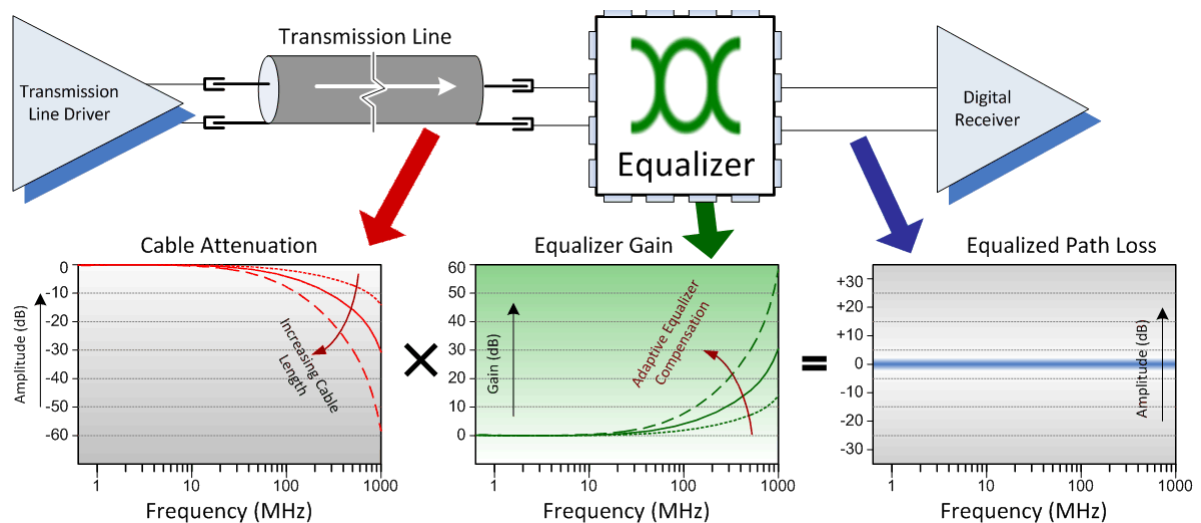 Transmission Line
Transmission
Line Driver
Equalizer
Digital
Receiver
Cable Attenuation
Equalizer Gain
Equalized Path Loss
0
-10
-20
-30
-40
-50
-60
Amplitude (dB)
Increasing Cable
Length
1
10
100
1000
Frequency (MHz)
×
60
50
40
30
20
10
0
Gain (dB)
Adaptive Equalizer
Compensation
1
10
100
1000
Frequency (MHz)
=
+30
+20
+10
0
-10
-20
-30
Amplitude (dB)
1
10
100
1000
Frequency (MHz)